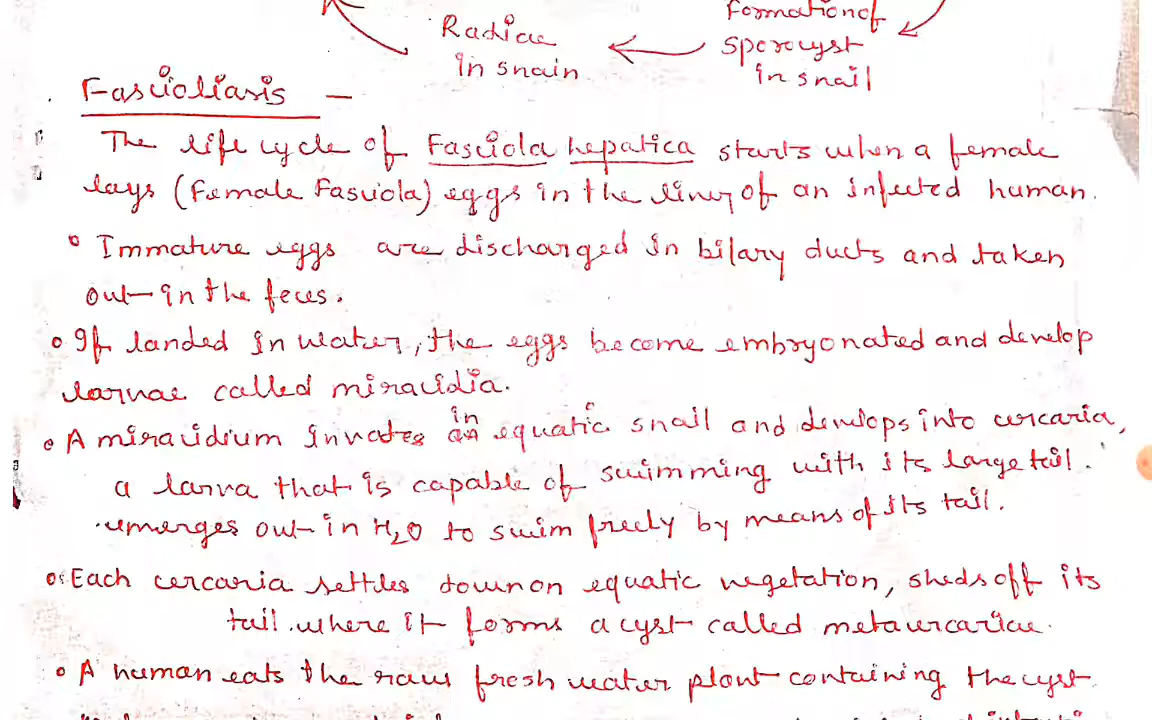 Formation of
Radiae
sporocyst
in snain
in snail
Fascioliasis —
The life cycle of Fasciola hepatica starts when a female
lays (Female Fasciola) eggs in the liver of an infected human.
Immature eggs are discharged in bilary ducts and taken
out in the feces.
If landed in water, the eggs become embryonated and develop
larvae called miracidia.
in
A miracidium invates an equatic snail and develops into cercaria,
a larva that is capable of swimming with its large tail.
emerges out in H₂O to swim freely by means of its tail.
Each cercaria settles down on equatic vegetation, sheds off its
tail. where it forms a cyst called metacercariae.
A human eats the raw fresh water plant containing the cyst.